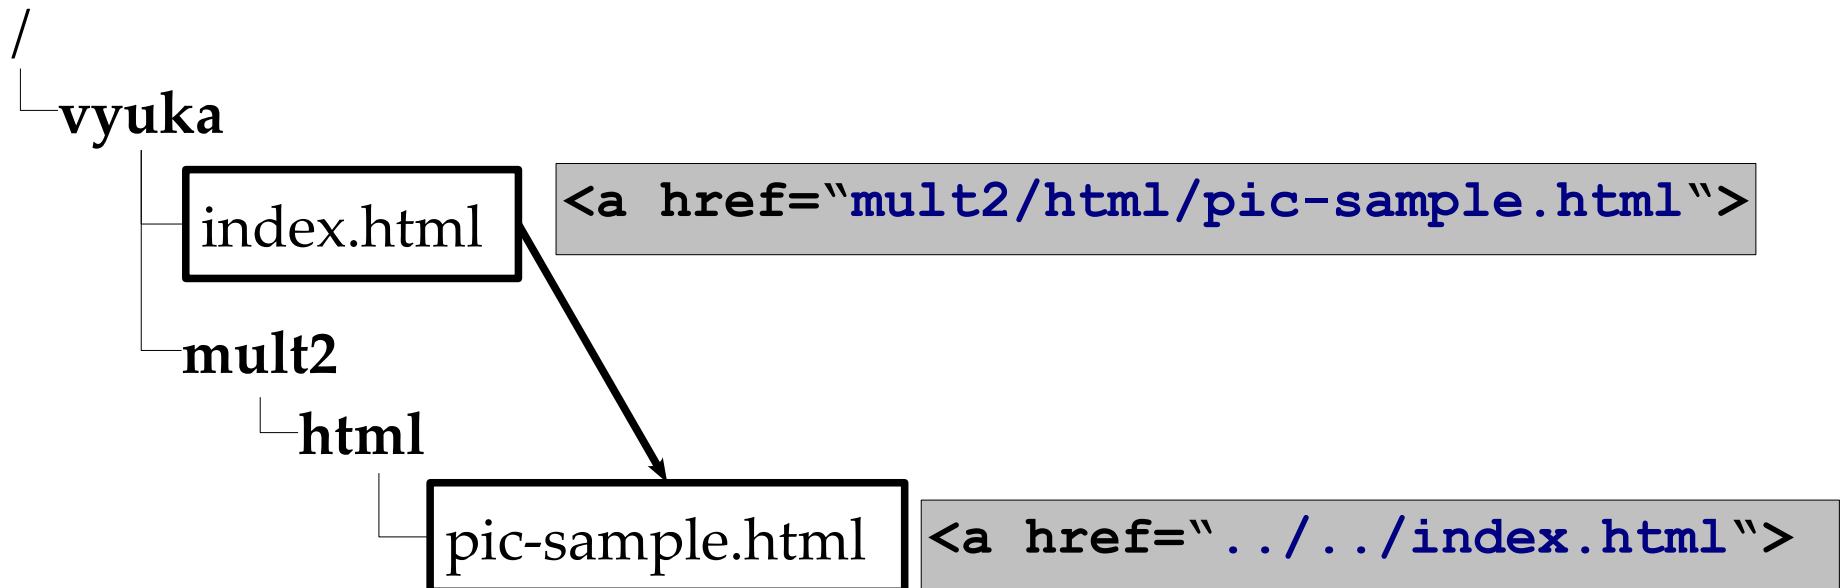 /
vyuka
index.html
<a href=‟mult2/html/pic-sample.html‟>
mult2
html
pic-sample.html
<a href=‟../../index.html‟>